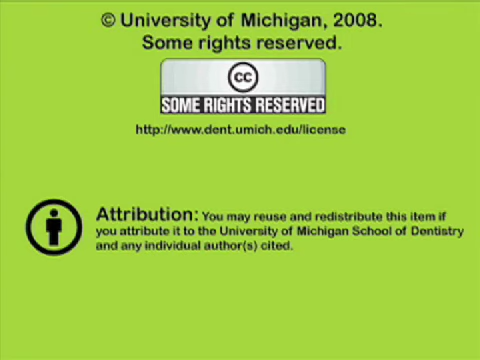 © University of Michigan, 2008.
Some rights reserved.
cc
SOME RIGHTS RESERVED
http://www.dent.umich.edu/license
Attribution: You may reuse and redistribute this item if
you attribute it to the University of Michigan School of Dentistry
and any individual author(s) cited.